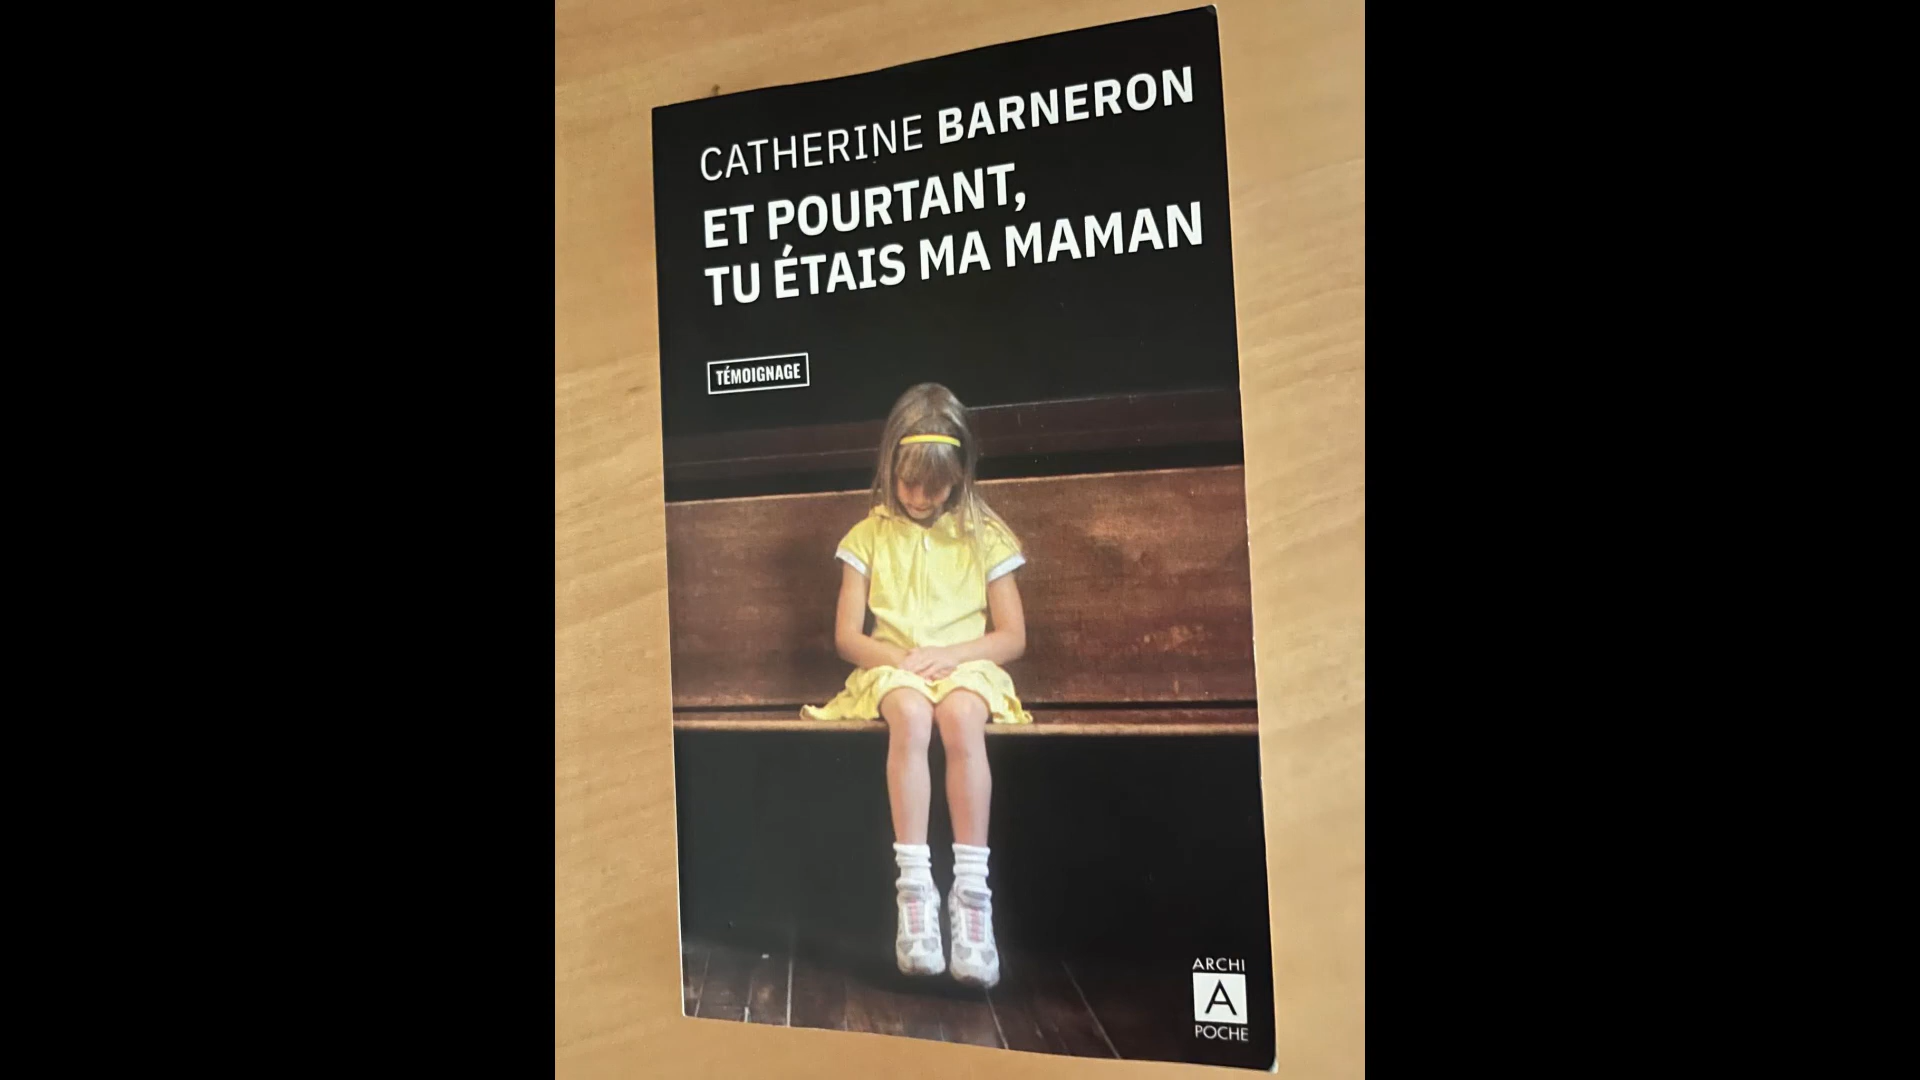 CATHERINE BARNERON
ET POURTANT,
TU ÉTAIS MA MAMAN
TÉMOIGNAGE
ARCHI
A
POCHE